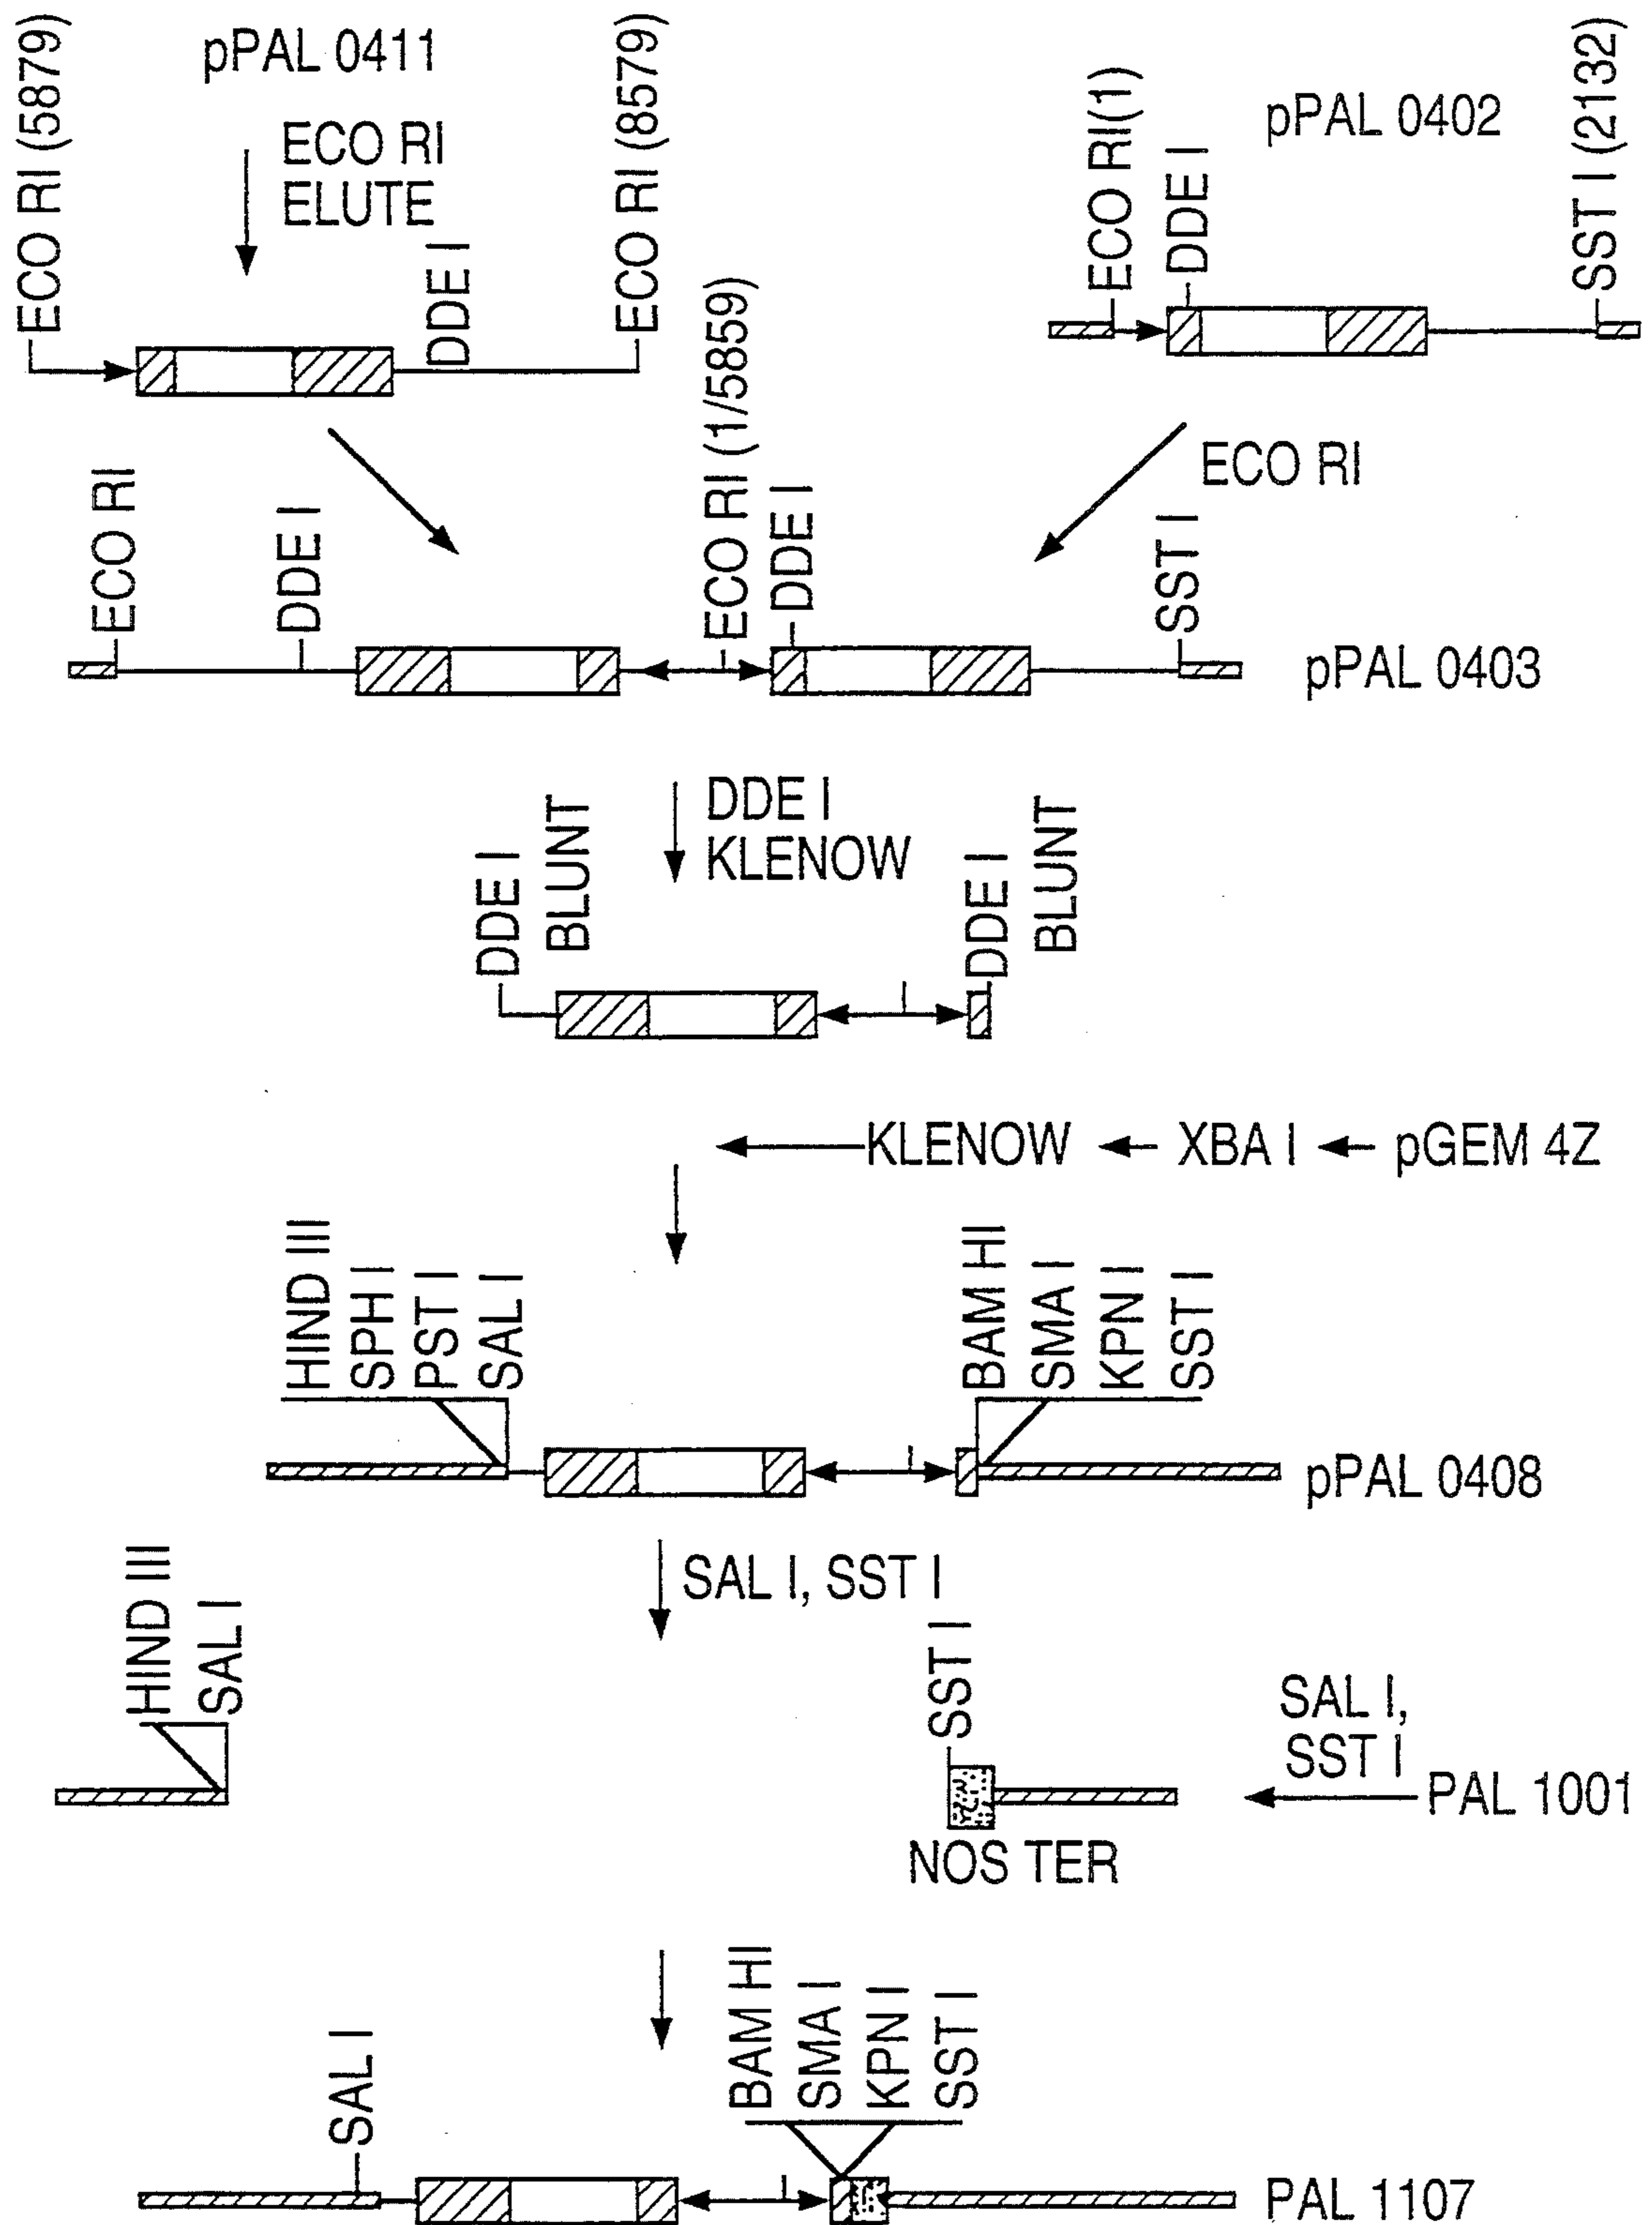 ECO RI (5879)
pPAL 0411
ECO RI
ELUTE
DDE I
ECO RI (8579)
ECO RI(1)
DDE I
pPAL 0402
SST I (2132)
ECO RI
ECO RI
DDE I
ECO RI (1/5859)
DDE I
SST I
pPAL 0403
DDE I
KLENOW
DDE I
BLUNT
DDE I
BLUNT
KLENOW
XBA I
pGEM 4Z
HIND III
SPH I
PST I
SAL I
BAM HI
SMA I
KPN I
SST I
pPAL 0408
SAL I, SST I
HIND III
SAL I
SST I
SAL I,
SST I
PAL 1001
NOS TER
SAL I
BAM HI
SMA I
KPN I
SST I
PAL 1107